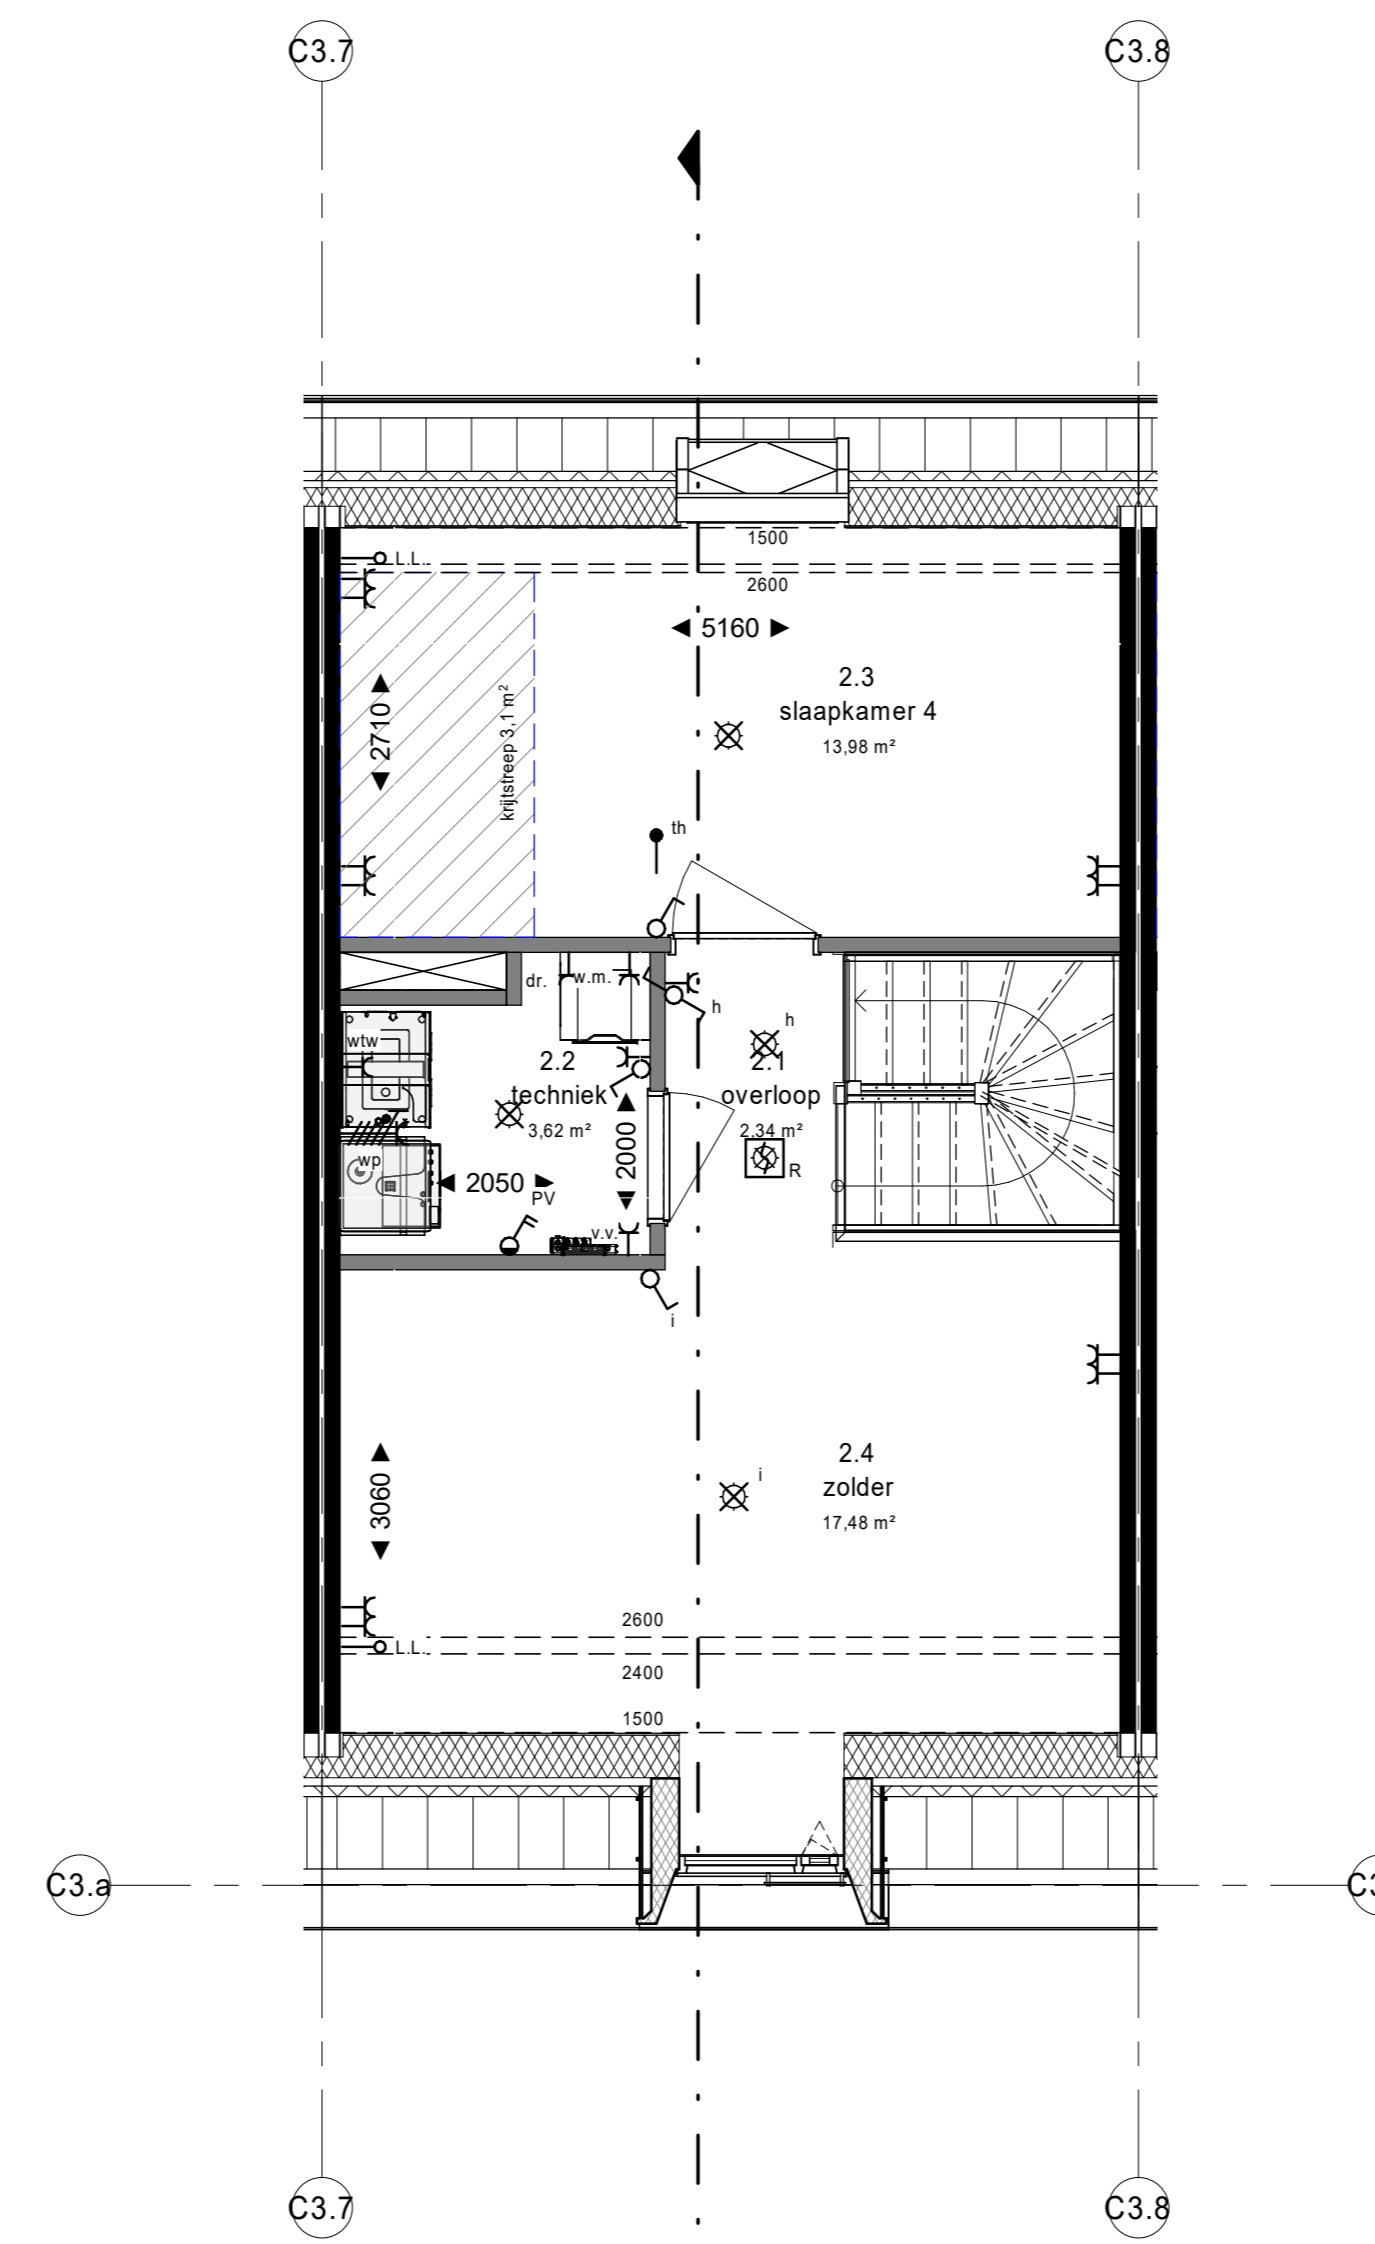 C3.7
C3.8
1500
L.L.
2600
5160
2.3
slaapkamer 4
13,98 m²
2710
krijtstreep 3,1 m²
th
dr.
w.m.
h
h
wtw
2.2
techniek
3,62 m²
2.1
overloop
2,34 m²
2000
wp
2050
PV
R
v.v.
i
2.4
zolder
17,48 m²
i
3060
2600
L.L.
2400
1500
C3.a
C3
C3.7
C3.8